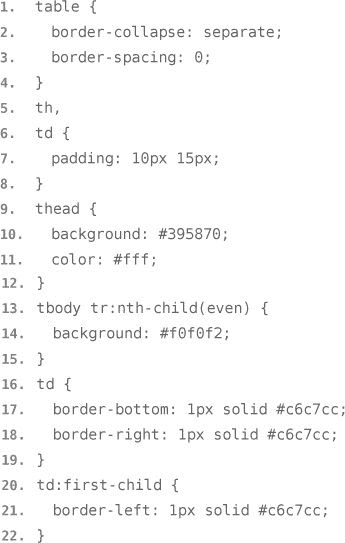 1. table {
2. border-collapse: separate;
3. border-spacing: 0;
4. }
5. th,
6. td {
7. padding: 10px 15px;
8. }
9. thead {
10. background: #395870;
11. color: #fff;
12. }
13. tbody tr:nth-child(even) {
14. background: #f0f0f2;
15. }
16. td {
17. border-bottom: 1px solid #c6c7cc;
18. border-right: 1px solid #c6c7cc;
19. }
20. td:first-child {
21. border-left: 1px solid #c6c7cc;
22. }